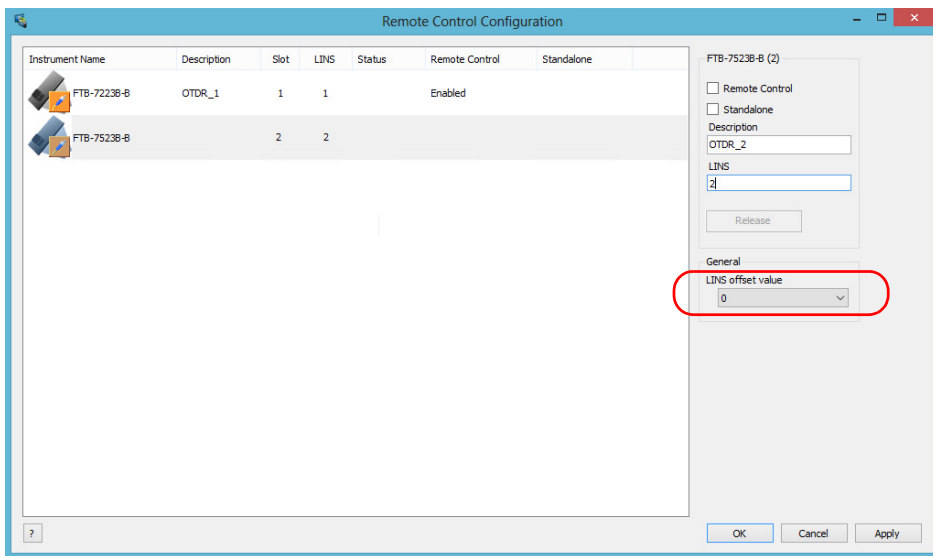 Remote Control Configuration
Instrument Name Description Slot LINS Status Remote Control Standalone
FTB-7223B-B OTDR_1 1 1 Enabled
FTB-7523B-B 2 2
FTB-7523B-B (2)
Remote Control
Standalone
Description
OTDR_2
LINS
2
Release
General
LINS offset value
0
? OK Cancel Apply